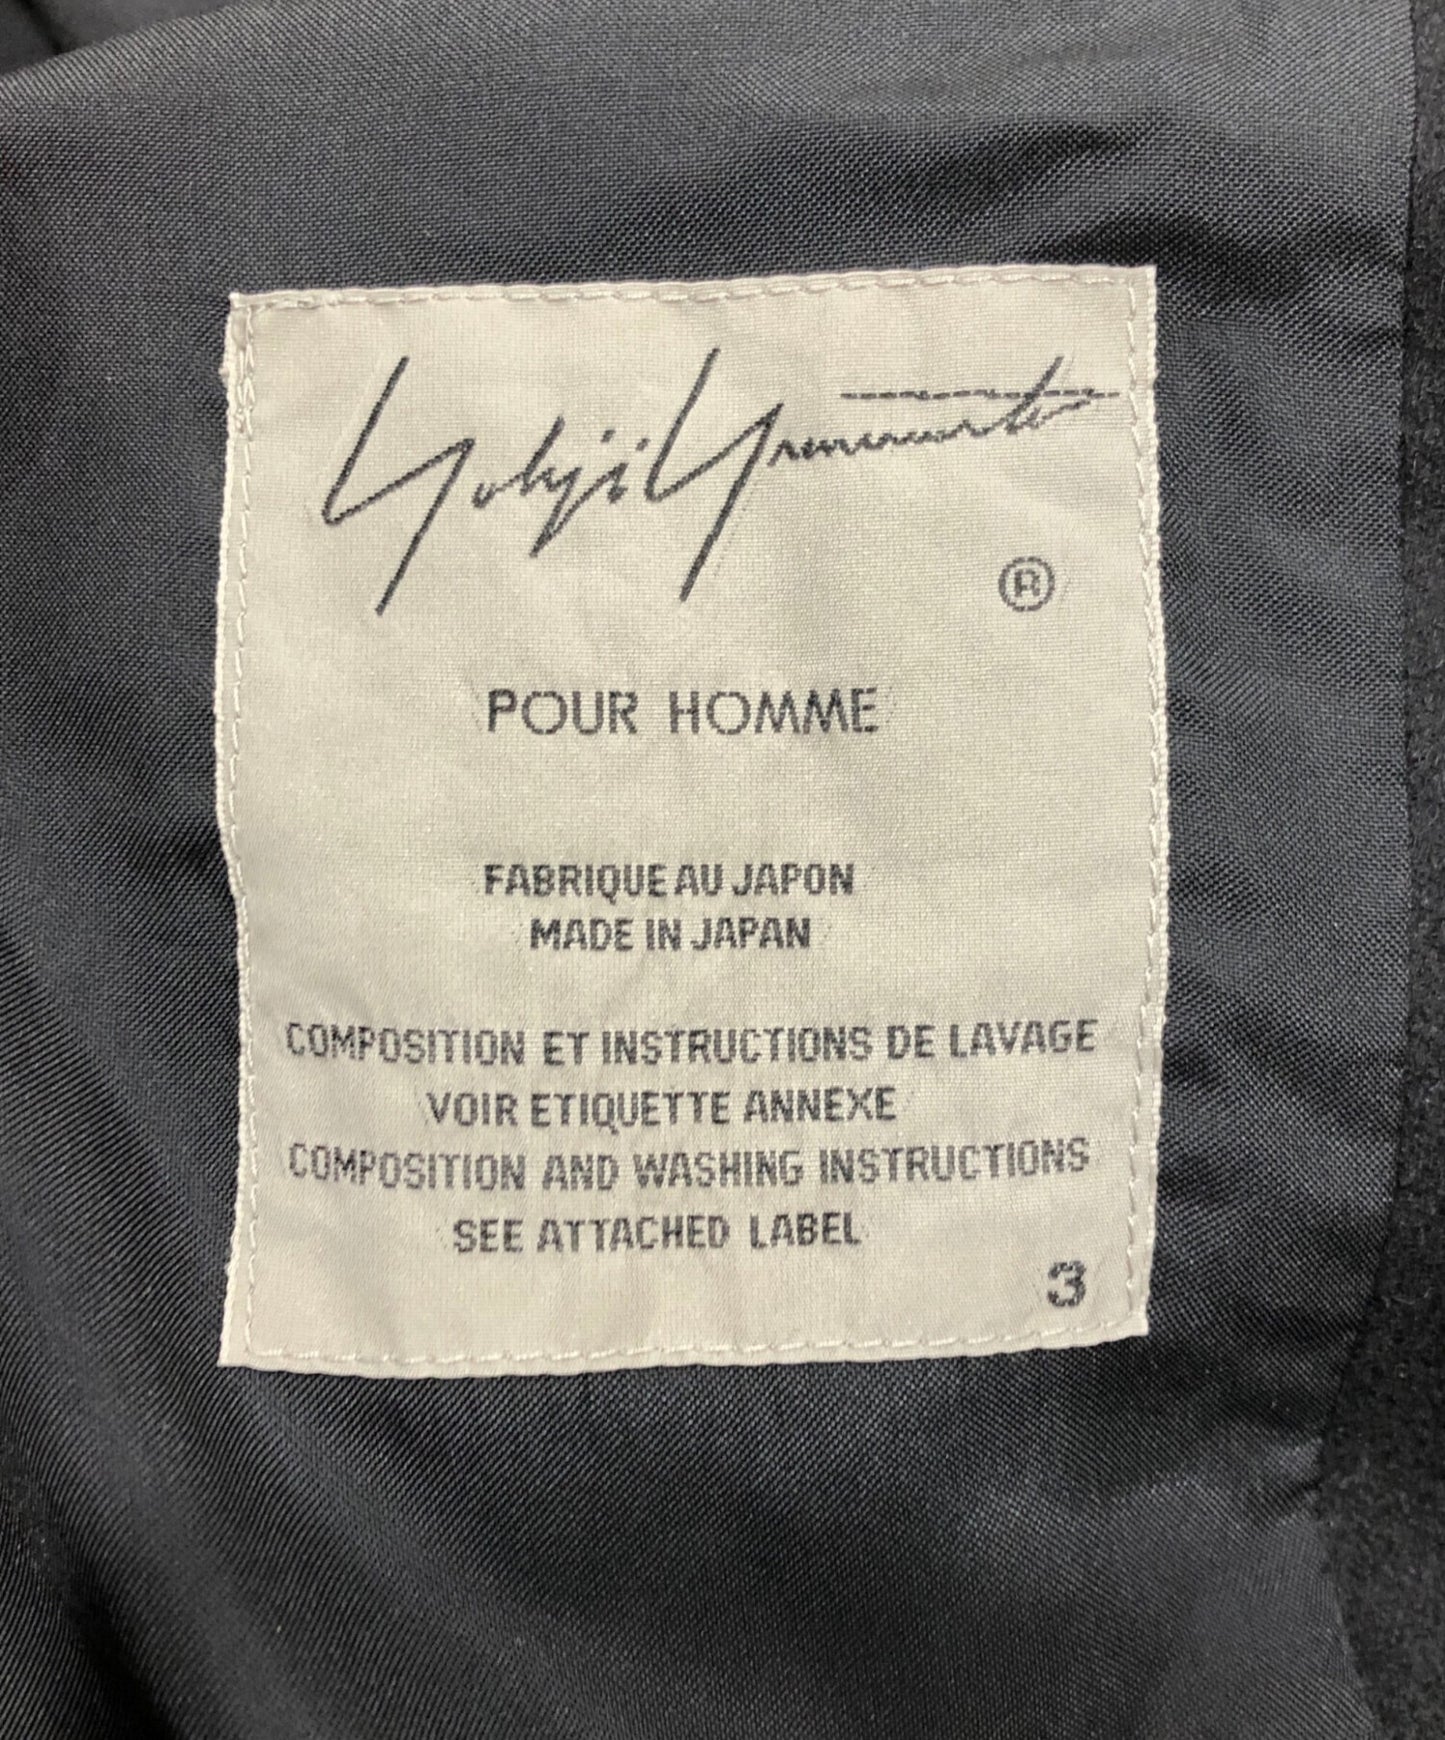 Yohji Yamamoto
®
POUR HOMME
FABRIQUE AU JAPON
MADE IN JAPAN
COMPOSITION ET INSTRUCTIONS DE LAVAGE
VOIR ETIQUETTE ANNEXE
COMPOSITION AND WASHING INSTRUCTIONS
SEE ATTACHED LABEL
3